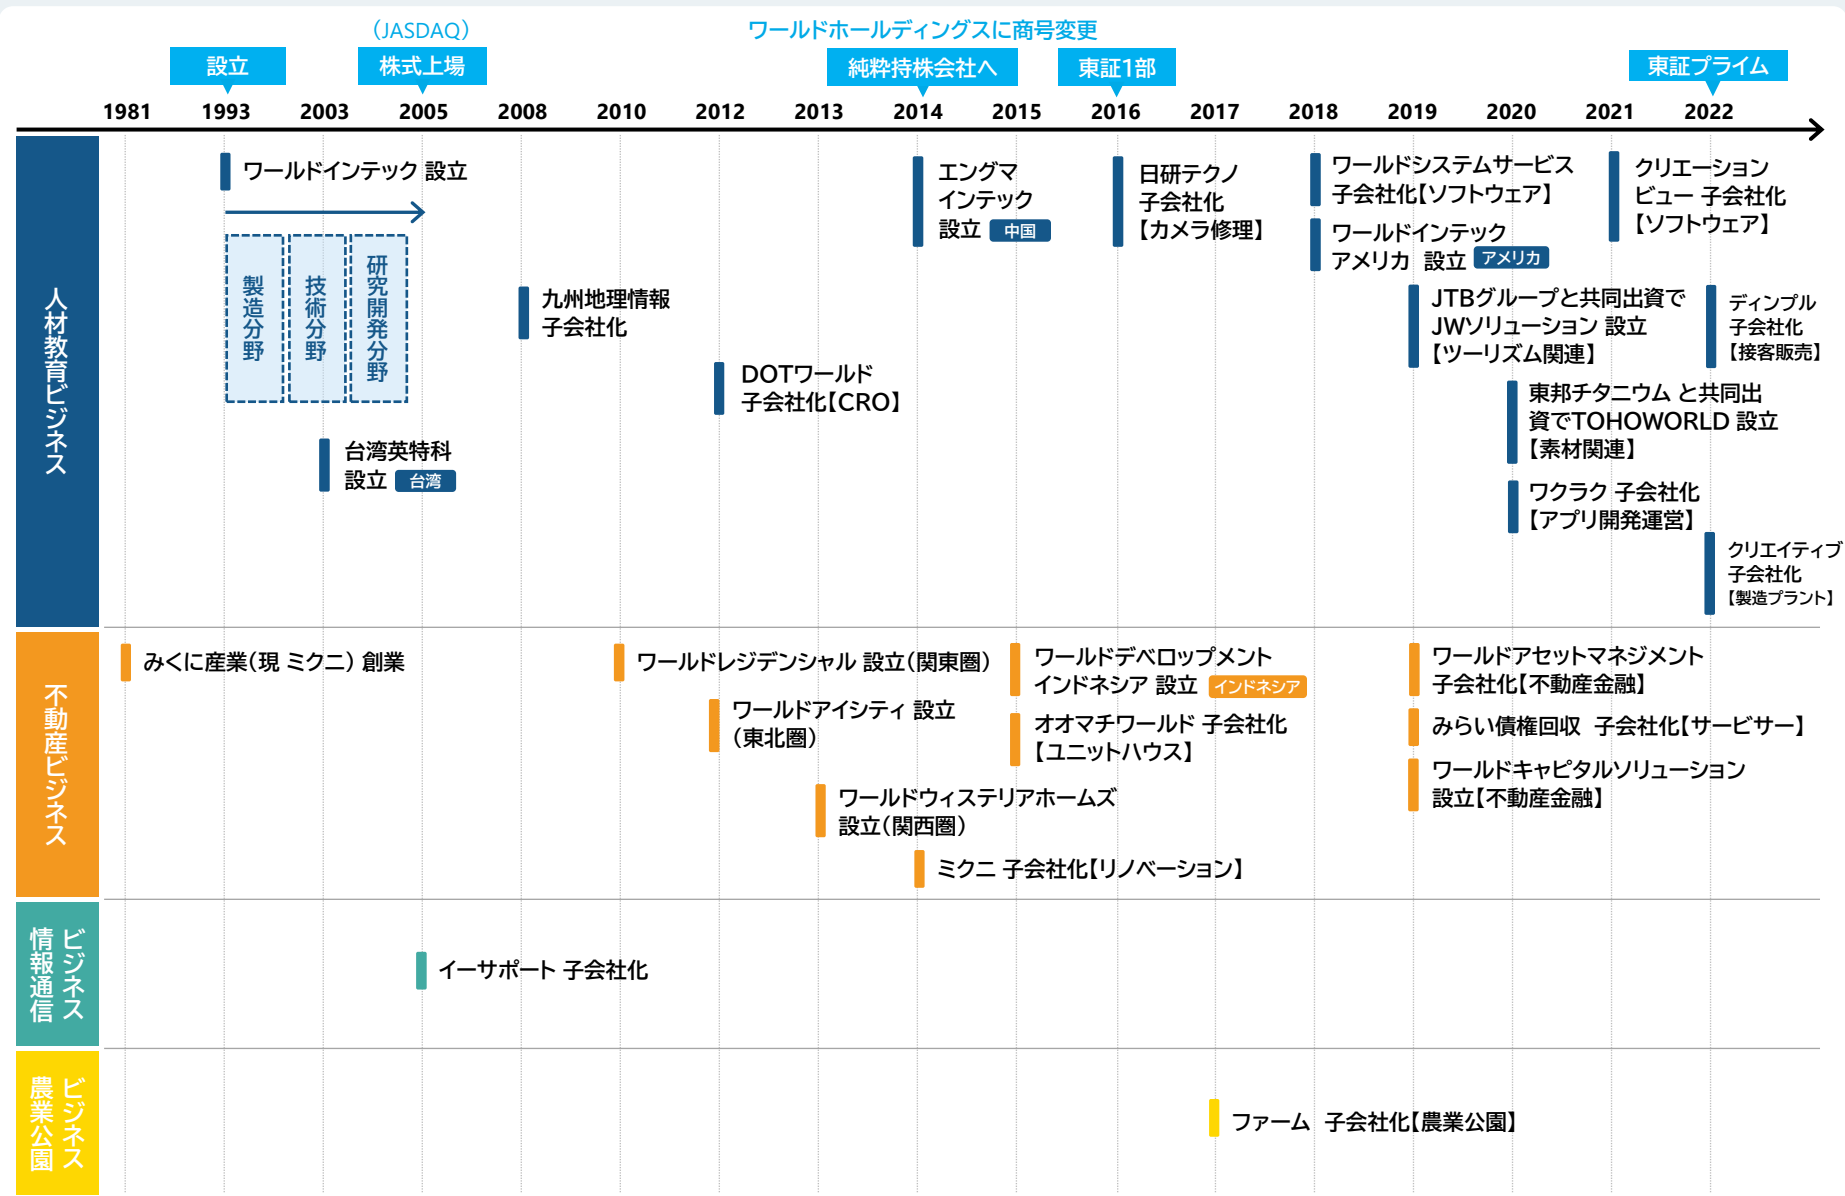 (JASDAQ)
ワールドホールディングスに商号変更
設立
株式上場
純粋持株会社へ
東証1部
東証プライム
1981 1993 2003 2005 2008 2010 2012 2013 2014 2015 2016 2017 2018 2019 2020 2021 2022
人材教育ビジネス
ワールドインテック 設立
製造分野
技術分野
研究開発分野
台湾英特科
設立 台湾
九州地理情報
子会社化
DOTワールド
子会社化【CRO】
エングマ
インテック
設立 中国
日研テクノ
子会社化
【カメラ修理】
ワールドシステムサービス
子会社化【ソフトウェア】
ワールドインテック
アメリカ 設立 アメリカ
JTBグループと共同出資で
JWソリューション 設立
【ツーリズム関連】
東邦チタニウム と共同出
資でTOHOWORLD 設立
【素材関連】
ワクラク 子会社化
【アプリ開発運営】
クリエーション
ビュー 子会社化
【ソフトウェア】
ディンプル
子会社化
【接客販売】
クリエイティブ
子会社化
【製造プラント】
不動産ビジネス
みくに産業(現 ミクニ) 創業
ワールドレジデンシャル 設立(関東圏)
ワールドアイシティ 設立
(東北圏)
ワールドウィステリアホームズ
設立(関西圏)
ミクニ 子会社化【リノベーション】
ワールドデベロップメント
インドネシア 設立 インドネシア
オオマチワールド 子会社化
【ユニットハウス】
ワールドアセットマネジメント
子会社化【不動産金融】
みらい債権回収 子会社化【サービサー】
ワールドキャピタルソリューション
設立【不動産金融】
情報通信
ビジネス
イーサポート 子会社化
農業公園
ビジネス
ファーム 子会社化【農業公園】